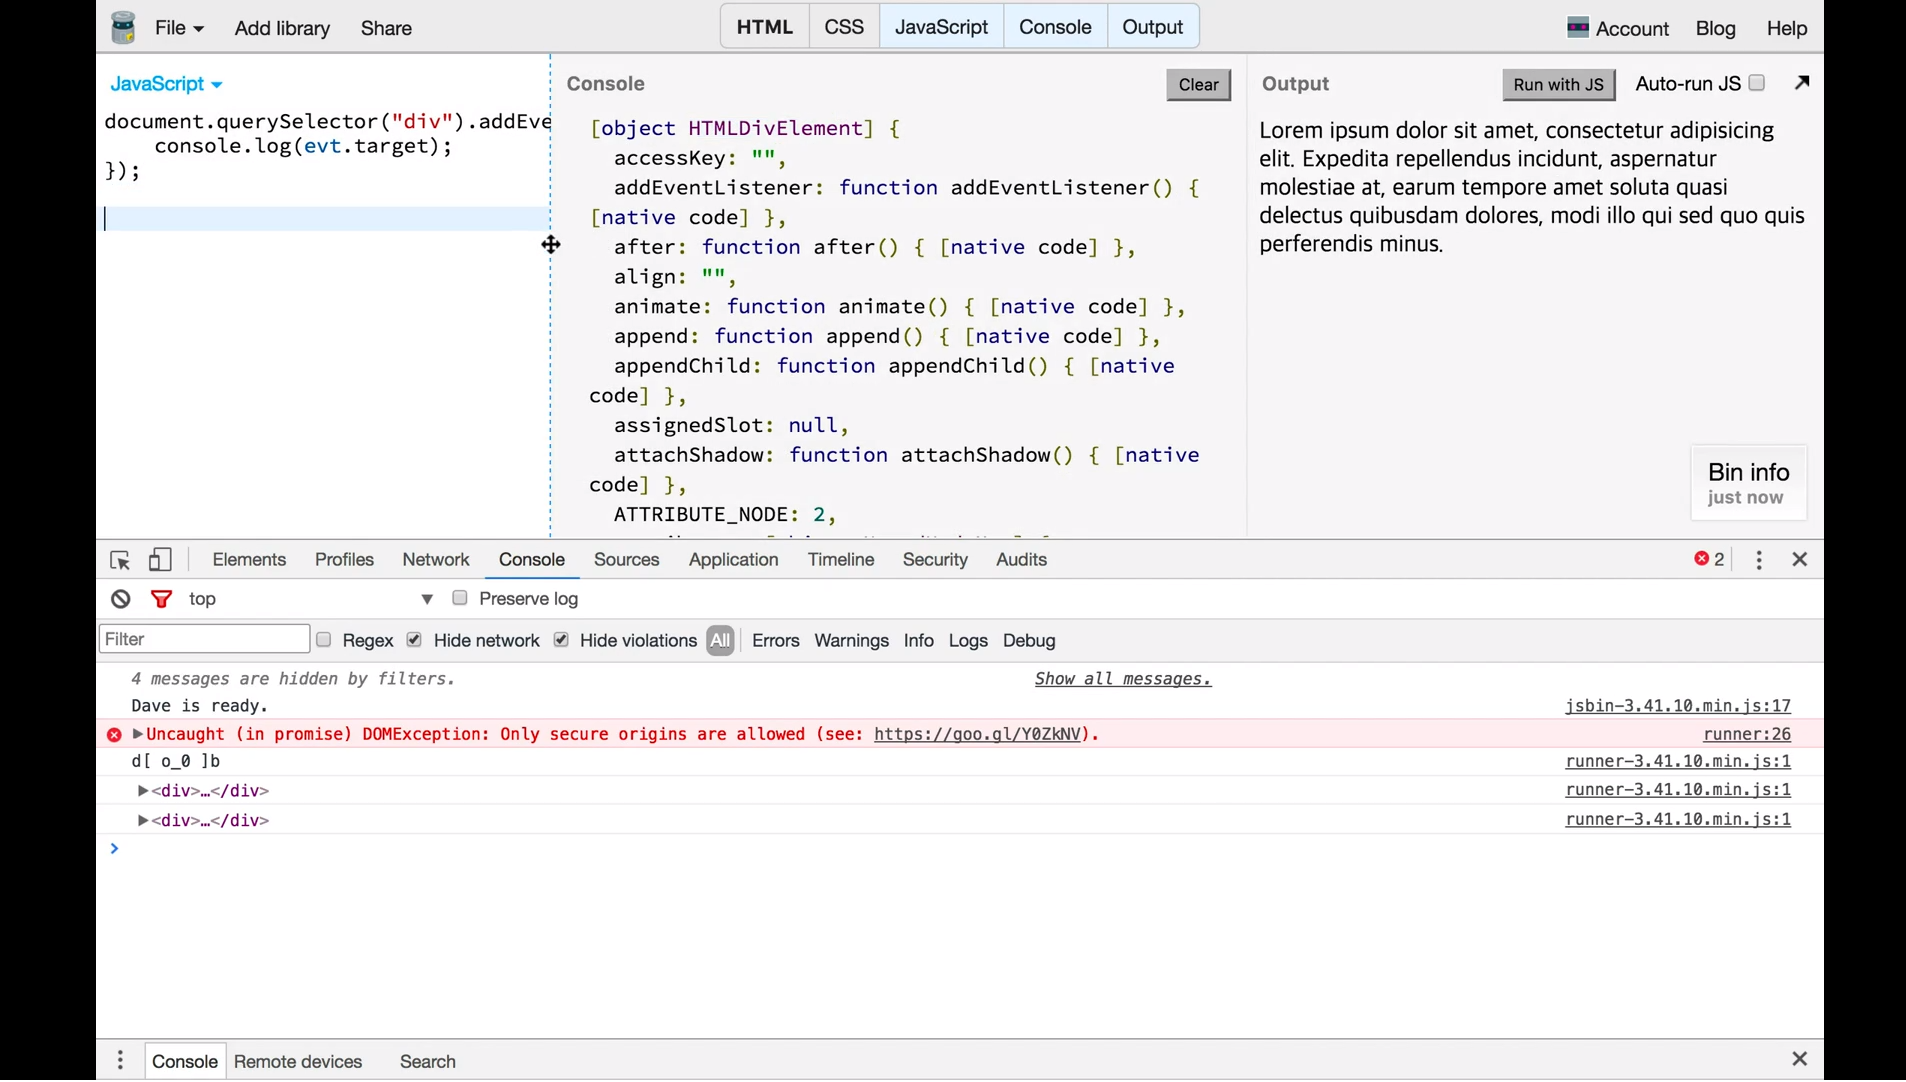 File Add library Share HTML CSS JavaScript Console Output Account Blog Help
JavaScript
document.querySelector("div").addEve
    console.log(evt.target);
});
Console Clear
[object HTMLDivElement] {
  accessKey: "",
  addEventListener: function addEventListener() {
[native code] },
  after: function after() { [native code] },
  align: "",
  animate: function animate() { [native code] },
  append: function append() { [native code] },
  appendChild: function appendChild() { [native
code] },
  assignedSlot: null,
  attachShadow: function attachShadow() { [native
code] },
  ATTRIBUTE_NODE: 2,
Output Run with JS Auto-run JS
Lorem ipsum dolor sit amet, consectetur adipisicing
elit. Expedita repellendus incidunt, aspernatur
molestiae at, earum tempore amet soluta quasi
delectus quibusdam dolores, modi illo qui sed quo quis
perferendis minus.
Bin info
just now
Elements Profiles Network Console Sources Application Timeline Security Audits 2
top Preserve log
Filter Regex Hide network Hide violations All Errors Warnings Info Logs Debug
4 messages are hidden by filters. Show all messages.
Dave is ready. jsbin-3.41.10.min.js:17
Uncaught (in promise) DOMException: Only secure origins are allowed (see: https://goo.gl/Y0ZkNV). runner:26
d[ o_0 ]b runner-3.41.10.min.js:1
<div>…</div> runner-3.41.10.min.js:1
<div>…</div> runner-3.41.10.min.js:1
>
Console Remote devices Search